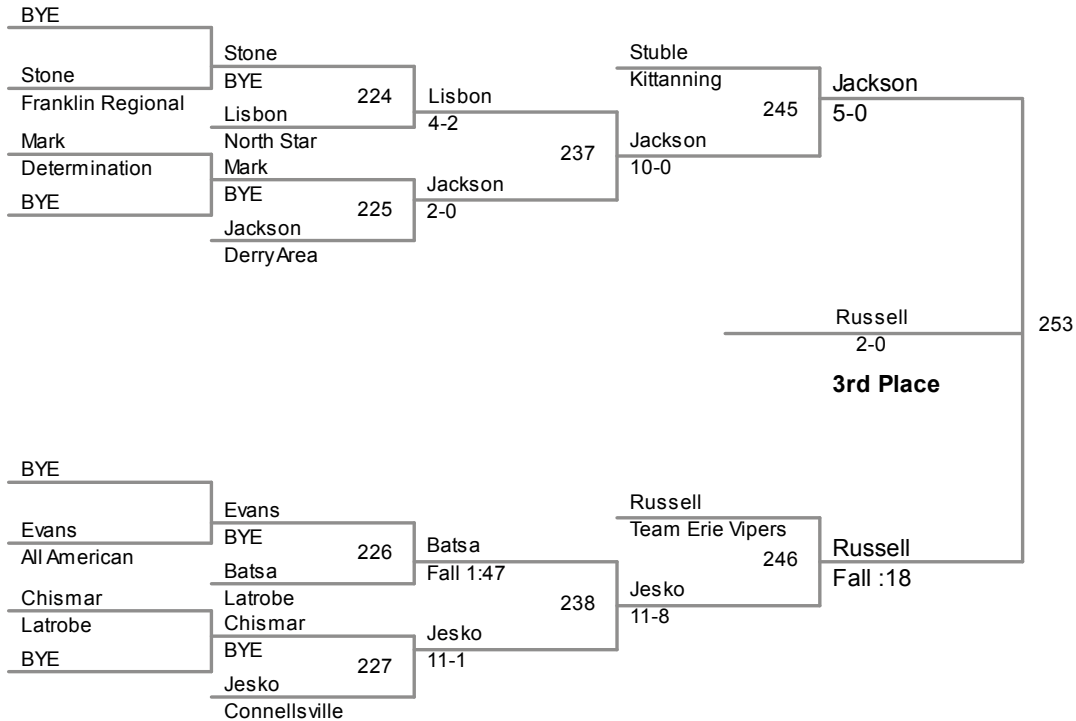 BYE
Stone
Franklin Regional
Mark
Determination
BYE
Stone
BYE
224
Lisbon
North Star
Mark
BYE
225
Jackson
Derry Area
Lisbon
4-2
237
Jackson
2-0
Stuble
Kittanning
245
Jackson
10-0
Jackson
5-0
Russell
2-0
3rd Place
253
BYE
Evans
All American
Chismar
Latrobe
BYE
Evans
BYE
226
Batsa
Latrobe
Chismar
BYE
227
Jesko
Connellsville
Batsa
Fall 1:47
238
Jesko
11-1
Russell
Team Erie Vipers
246
Jesko
11-8
Russell
Fall :18